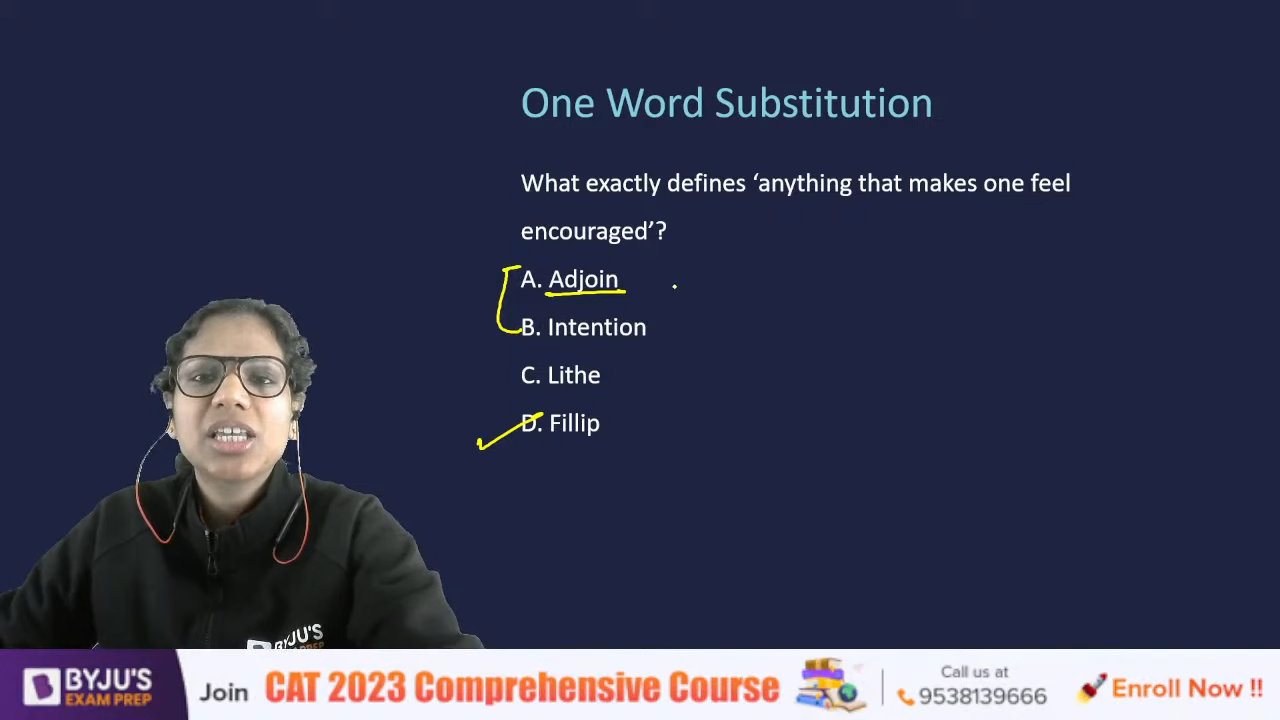 One Word Substitution
What exactly defines ‘anything that makes one feel
encouraged’?
A. Adjoin
B. Intention
C. Lithe
D. Fillip
BYJU'S
BYJU'S
EXAM PREP
Join
CAT 2023 Comprehensive Course
Call us at
9538139666
Enroll Now !!